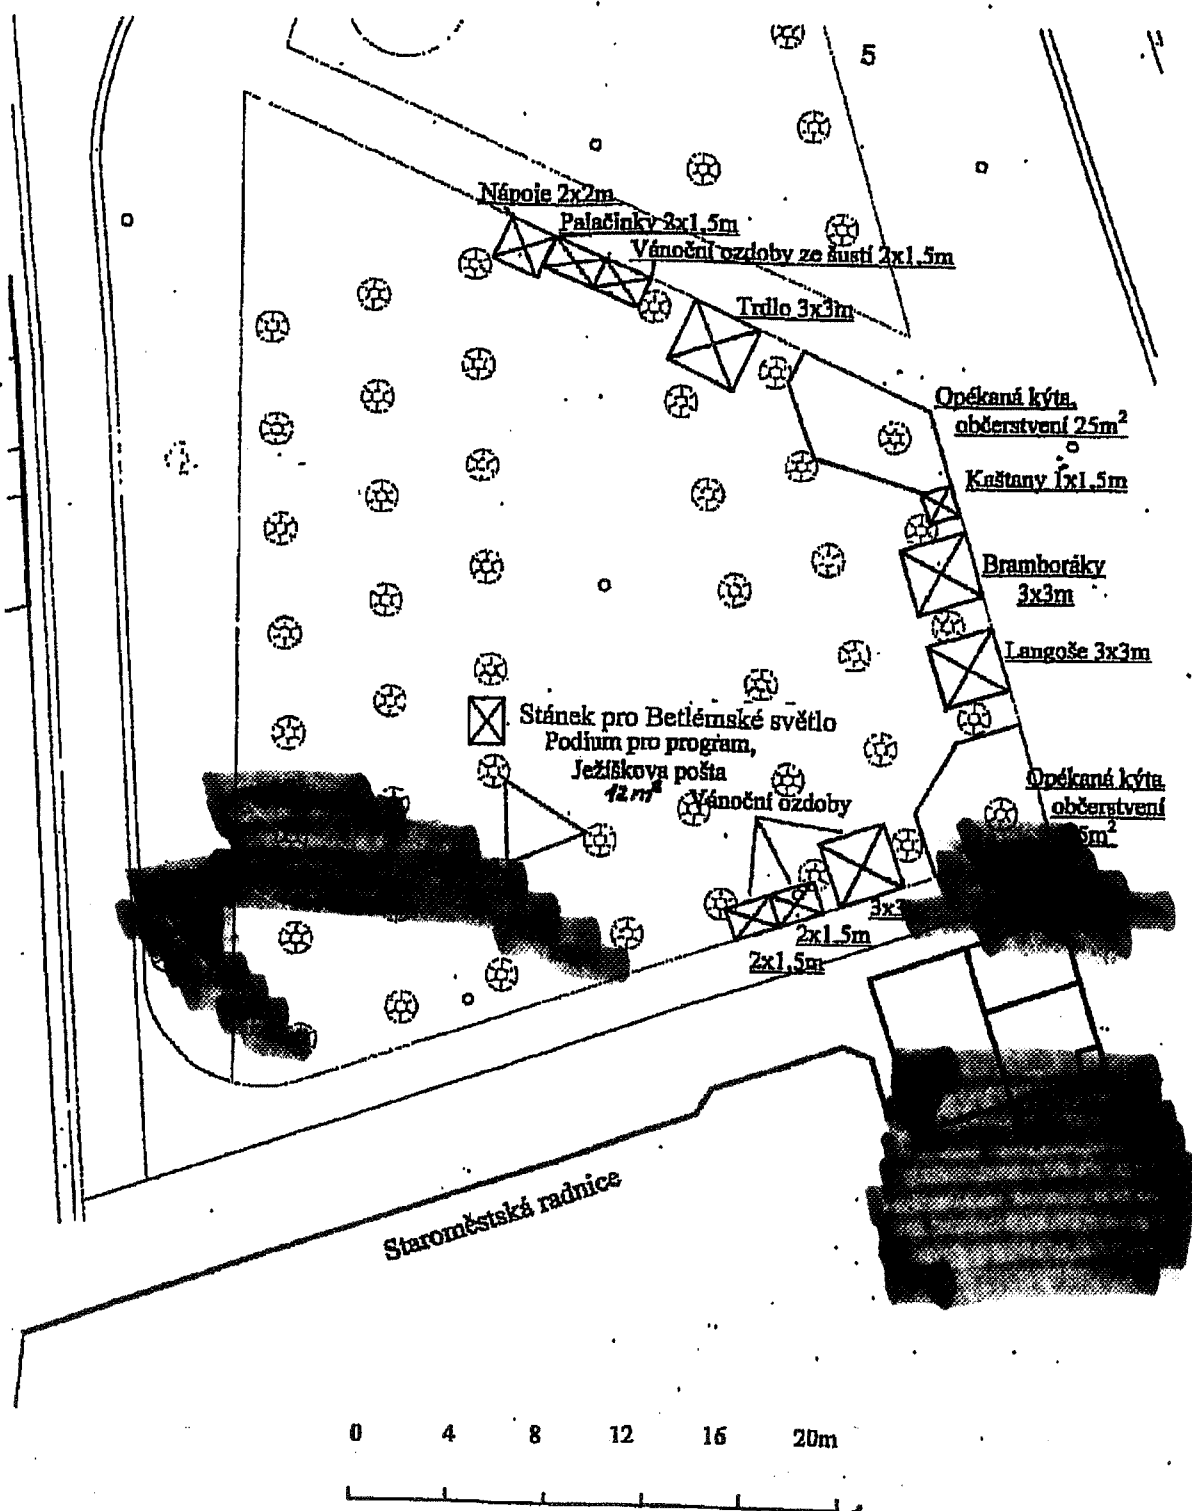 5
Nápoje 2x2m
Palačinky 2x1,5m
Vánoční ozdoby ze šustí 2x1,5m
Trdlo 3x3m
Opékaná kýta,
občerstvení 25m²
Kaštany 1x1,5m
Bramboráky
3x3m
Langoše 3x3m
Stánek pro Betlémské světlo
Podium pro program,
Ježíškova pošta
12 m²
Vánoční ozdoby
Opékaná kýta
občerstvení
5m²
3x3
2x1,5m
2x1,5m
Staroměstská radnice
0 4 8 12 16 20m